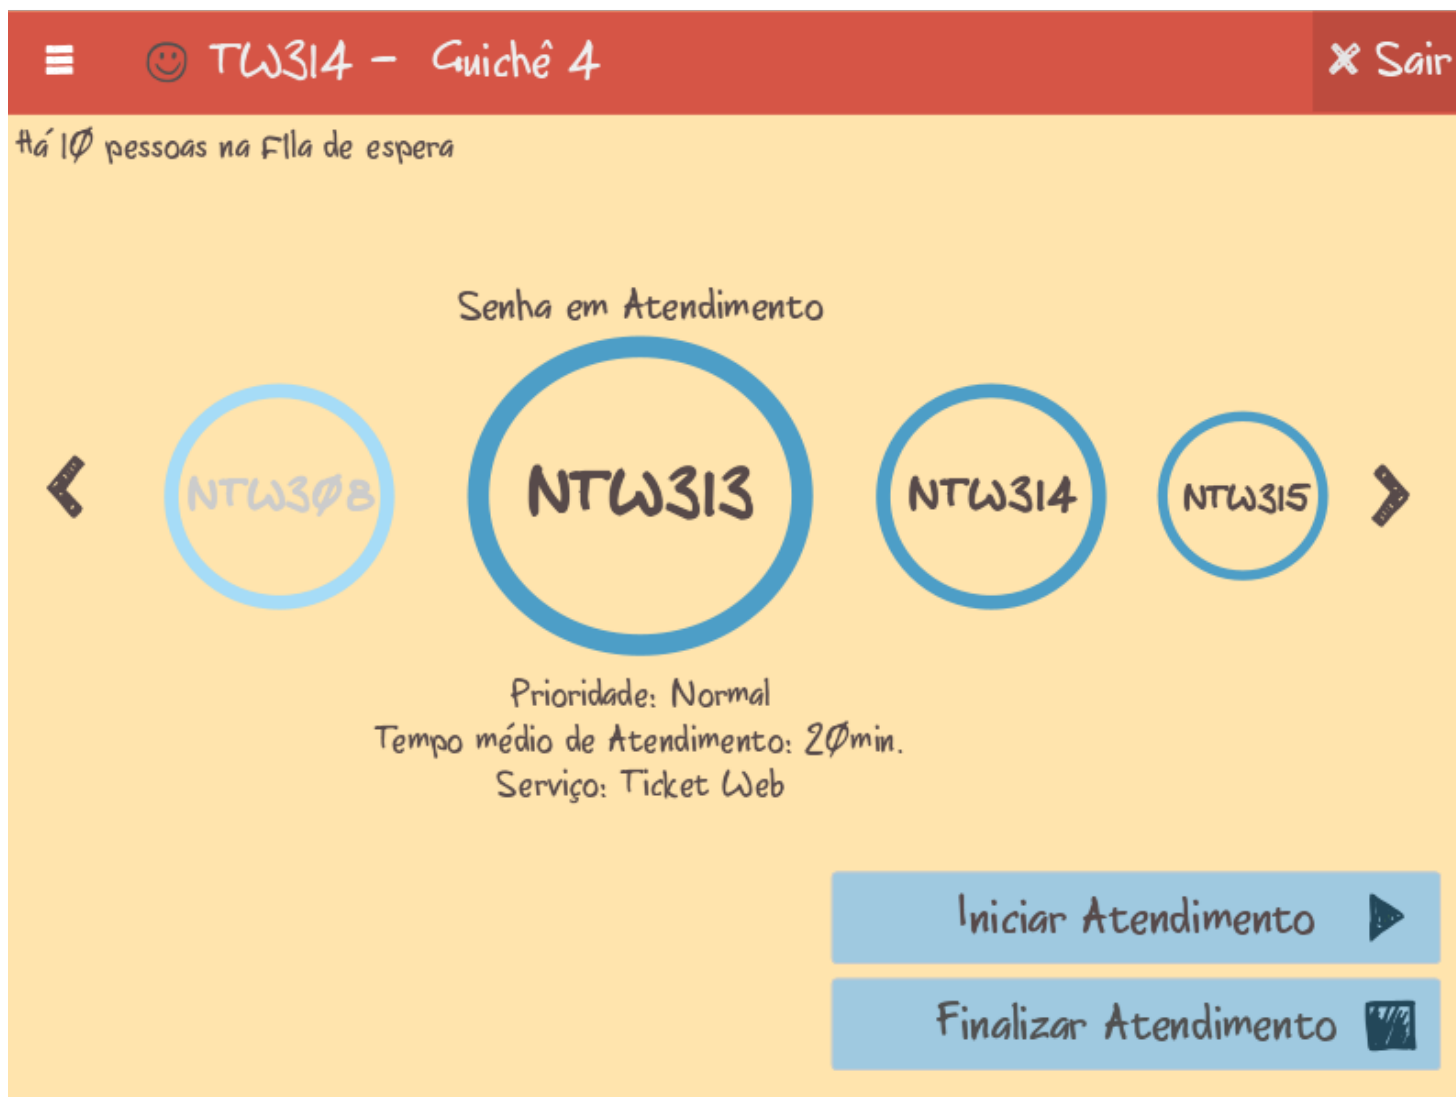 TW314 - Guichê 4
Sair
Há 10 pessoas na FIla de espera
Senha em Atendimento
NTW308
NTW313
NTW314
NTW315
Prioridade: Normal
Tempo médio de Atendimento: 20min.
Serviço: Ticket Web
Iniciar Atendimento
Finalizar Atendimento